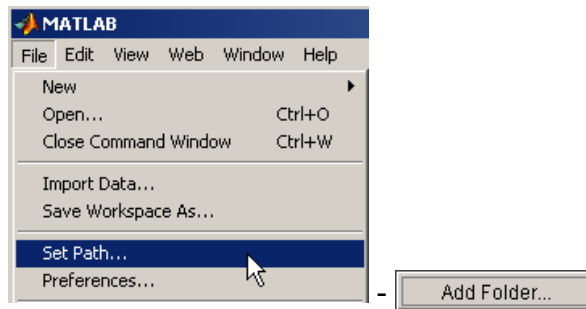 MATLAB
File Edit View Web Window Help
New
Open... Ctrl+O
Close Command Window Ctrl+W
Import Data...
Save Workspace As...
Set Path...
Preferences...
- Add Folder...